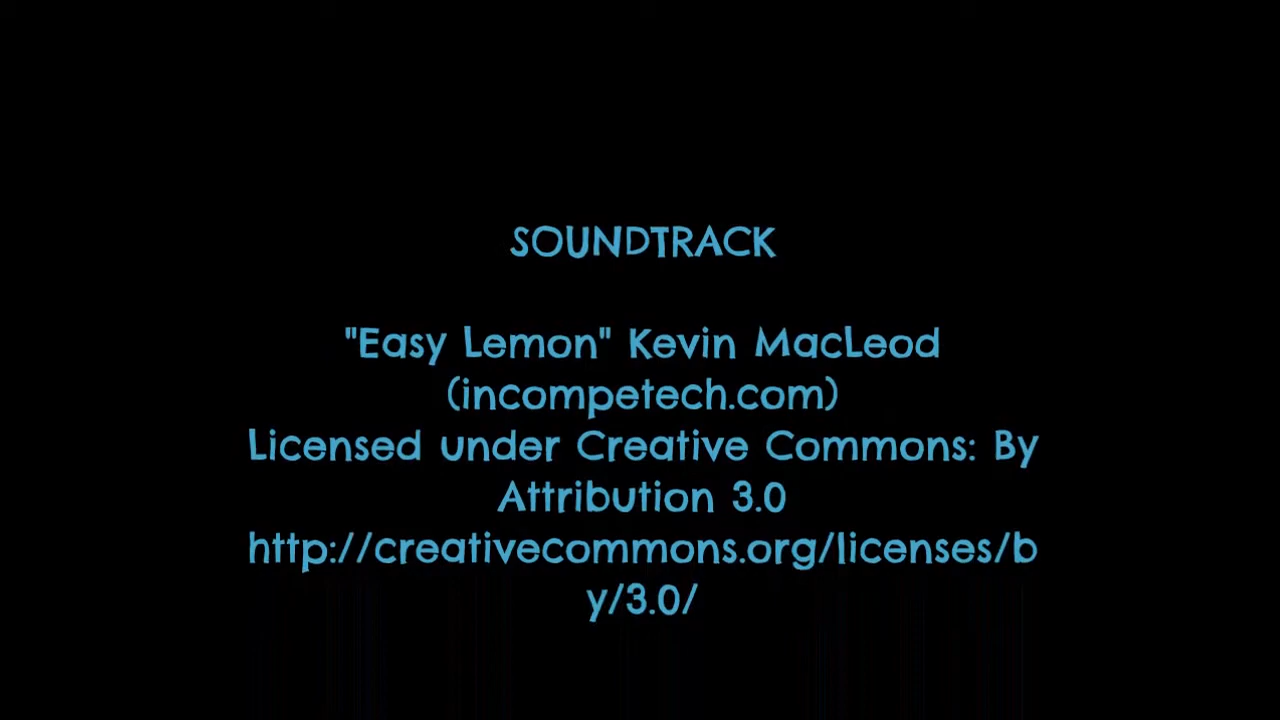 SOUNDTRACK
"Easy Lemon" Kevin MacLeod
(incompetech.com)
Licensed under Creative Commons: By
Attribution 3.0
http://creativecommons.org/licenses/b
y/3.0/